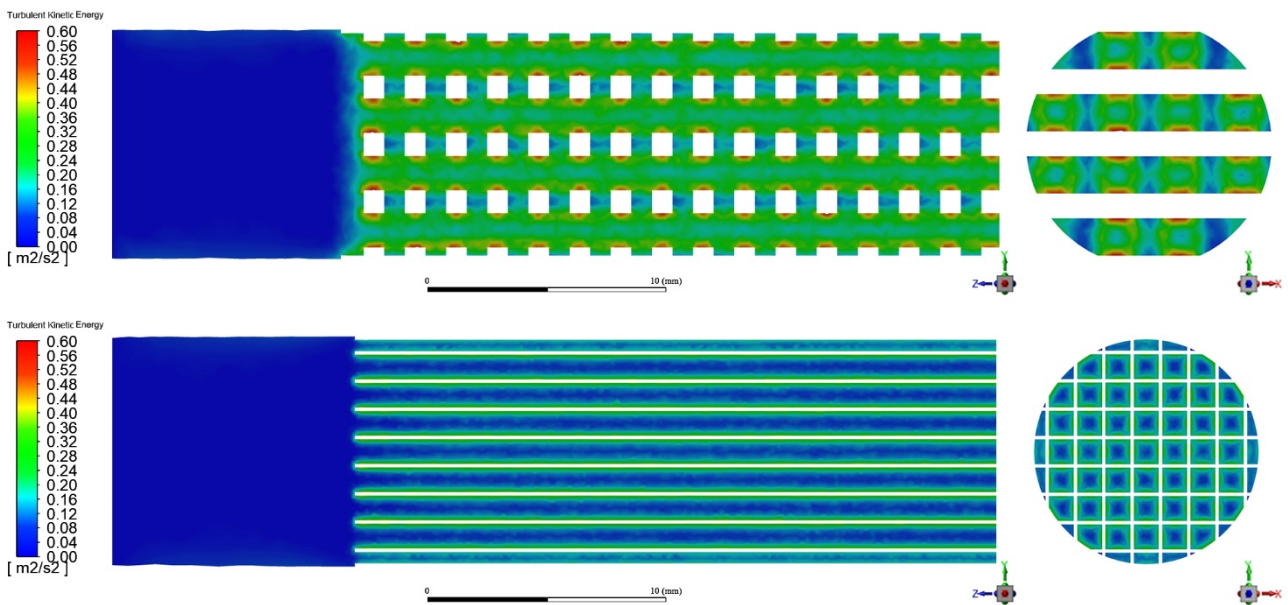 Turbulent Kinetic Energy
0.60
0.56
0.52
0.48
0.44
0.40
0.36
0.32
0.28
0.24
0.20
0.16
0.12
0.08
0.04
0.00
[ m2/s2 ]
0 10 (mm)
Y
Z
Y
X
Turbulent Kinetic Energy
0.60
0.56
0.52
0.48
0.44
0.40
0.36
0.32
0.28
0.24
0.20
0.16
0.12
0.08
0.04
0.00
[ m2/s2 ]
0 10 (mm)
Y
Z
Y
X